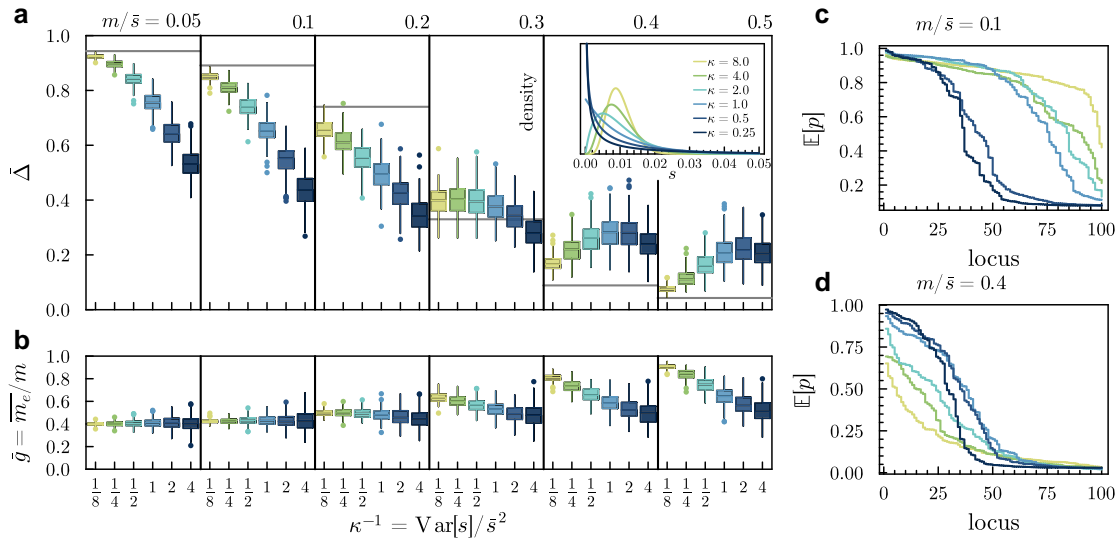 a
m/s̄ = 0.05 0.1 0.2 0.3 0.4 0.5
Δ̄
1.0
0.8
0.6
0.4
0.2
0.0
density
κ = 8.0
κ = 4.0
κ = 2.0
κ = 1.0
κ = 0.5
κ = 0.25
0.00 0.01 0.02 0.03 0.04 0.05
s
b
ḡ = m̅ₑ/m
1.0
0.8
0.6
0.4
0.2
0.0
1/8 1/4 1/2 1 2 4 1/8 1/4 1/2 1 2 4 1/8 1/4 1/2 1 2 4 1/8 1/4 1/2 1 2 4 1/8 1/4 1/2 1 2 4 1/8 1/4 1/2 1 2 4
κ⁻¹ = Var[s]/s̄²
c
m/s̄ = 0.1
𝔼[p]
1.0
0.8
0.6
0.4
0.2
0 25 50 75 100
locus
d
m/s̄ = 0.4
𝔼[p]
1.00
0.75
0.50
0.25
0.00
0 25 50 75 100
locus